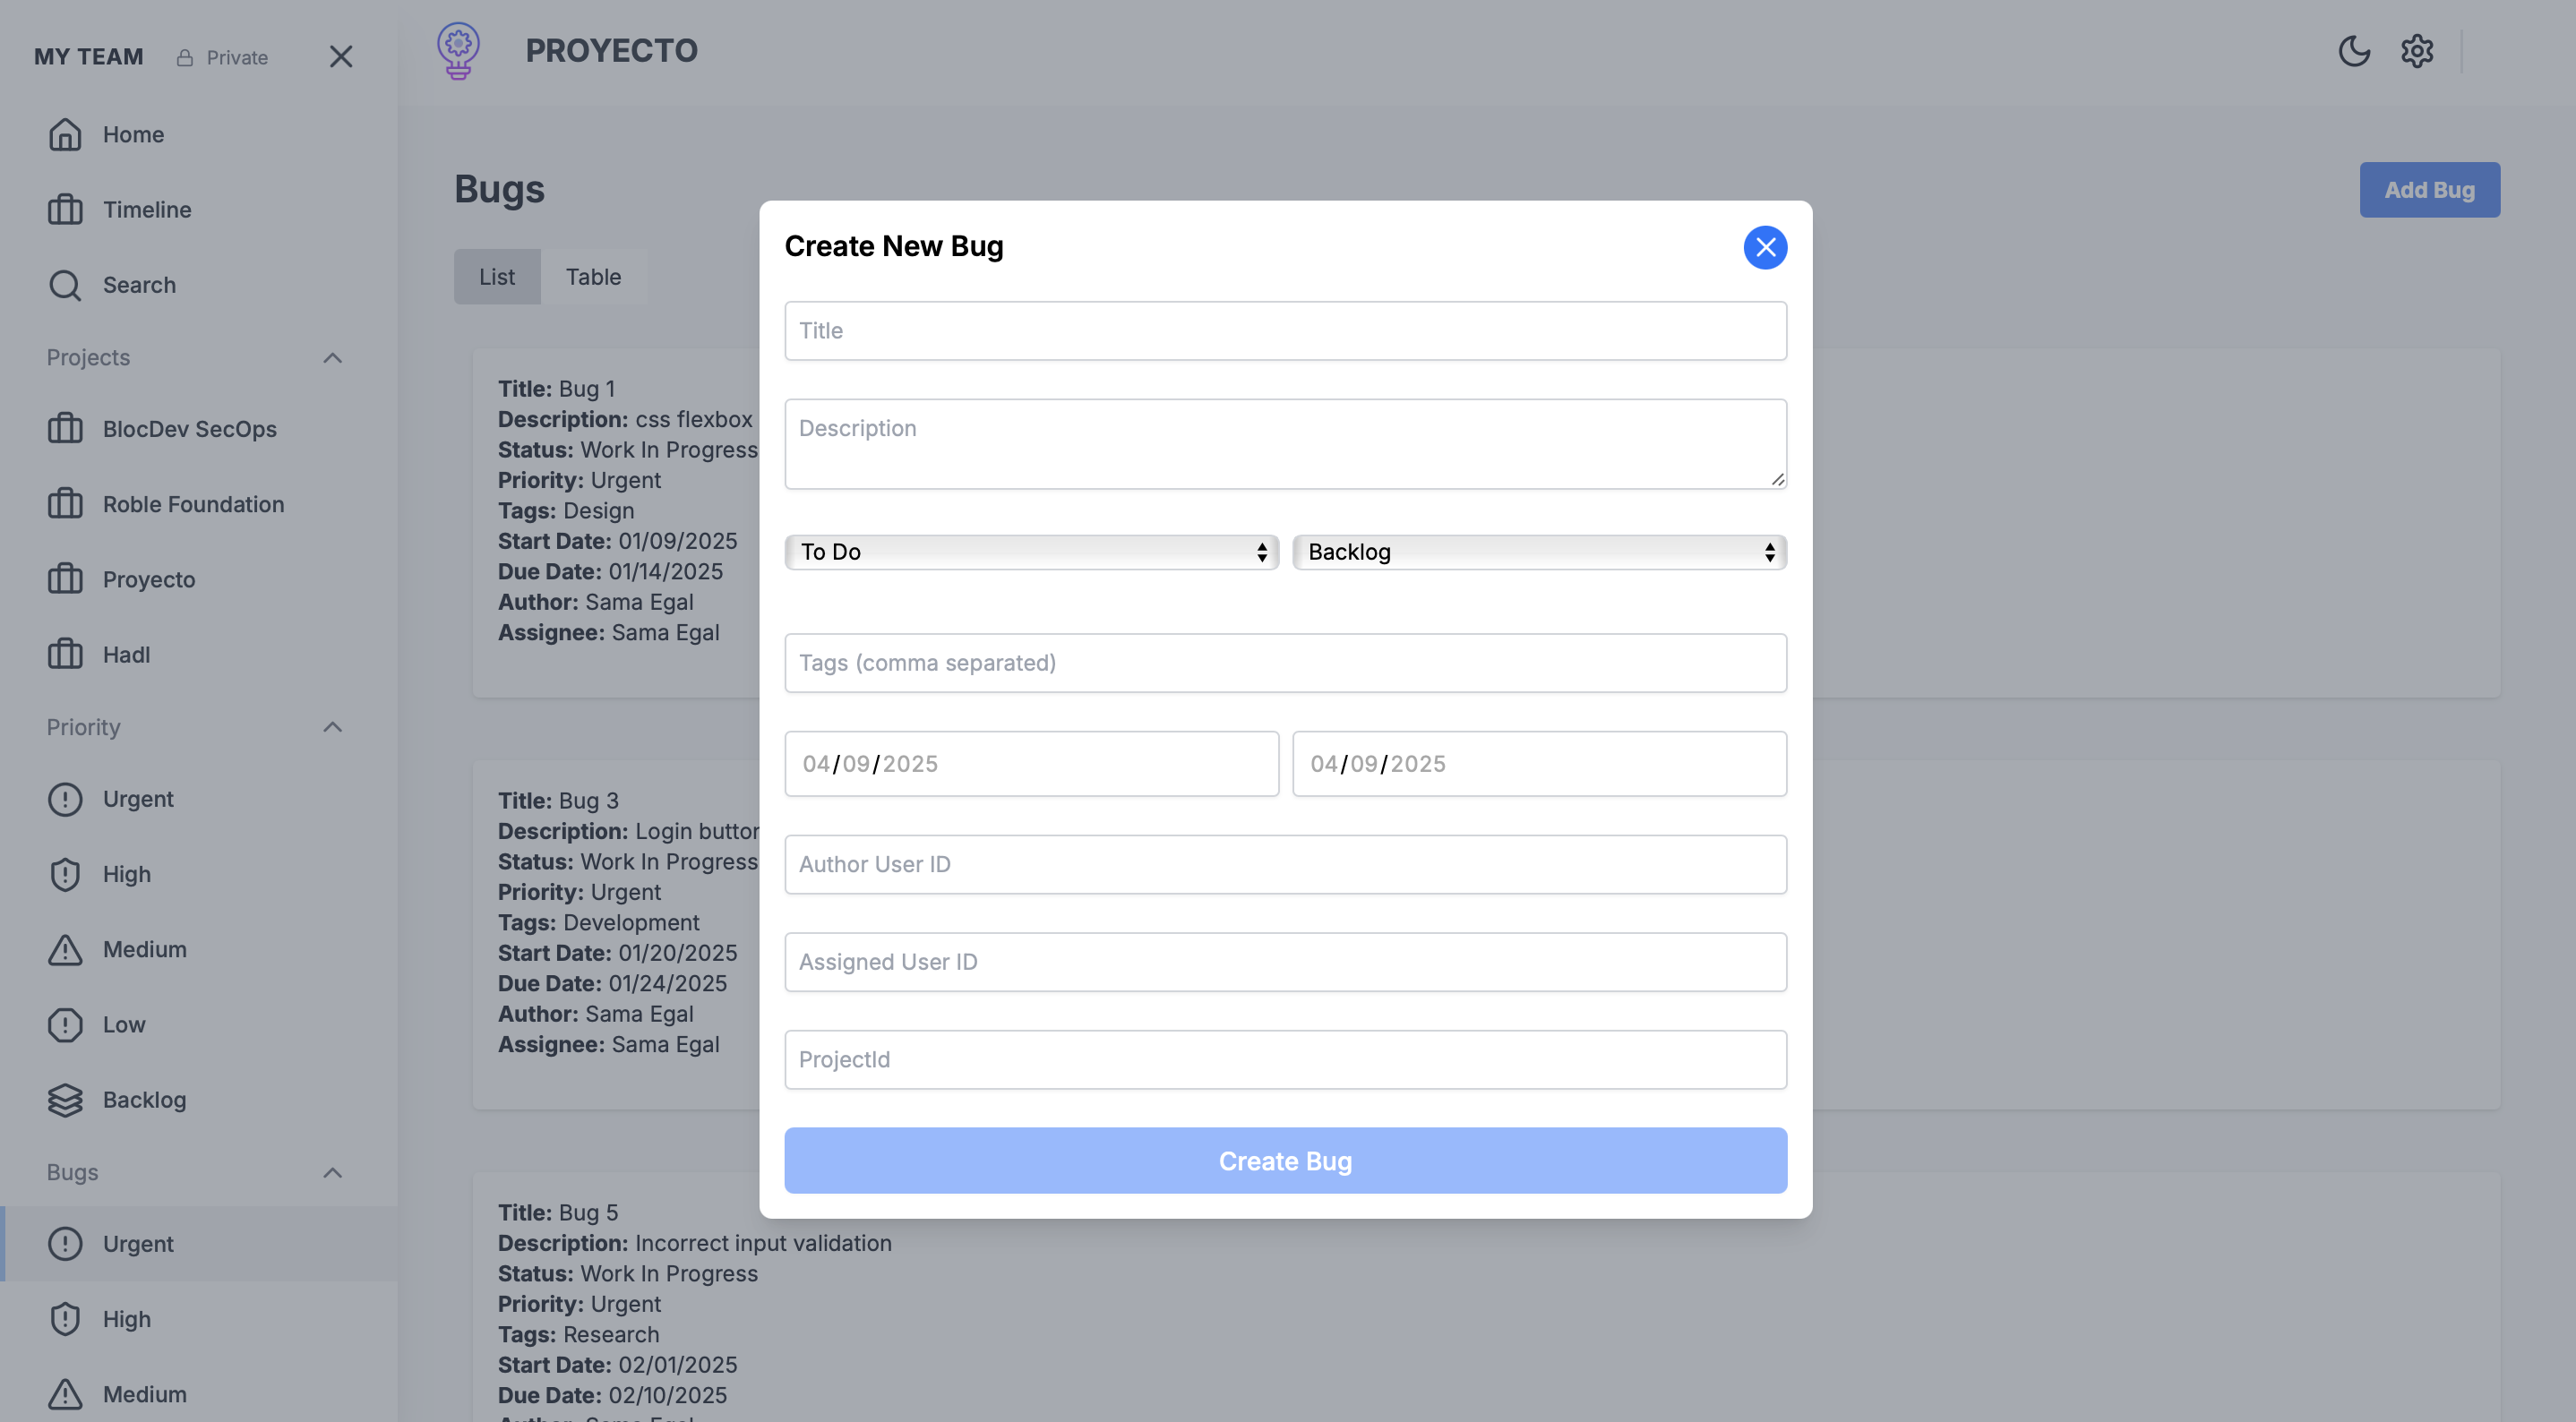 MY TEAM Private
Home
Timeline
Search
Projects
BlocDev SecOps
Roble Foundation
Proyecto
Hadl
Priority
Urgent
High
Medium
Low
Backlog
Bugs
Urgent
High
Medium
PROYECTO
Bugs
Add Bug
List Table
Title: Bug 1
Description: css flexbox
Status: Work In Progress
Priority: Urgent
Tags: Design
Start Date: 01/09/2025
Due Date: 01/14/2025
Author: Sama Egal
Assignee: Sama Egal
Title: Bug 3
Description: Login button
Status: Work In Progress
Priority: Urgent
Tags: Development
Start Date: 01/20/2025
Due Date: 01/24/2025
Author: Sama Egal
Assignee: Sama Egal
Title: Bug 5
Description: Incorrect input validation
Status: Work In Progress
Priority: Urgent
Tags: Research
Start Date: 02/01/2025
Due Date: 02/10/2025
Author: Sama Egal
Create New Bug
Title
Description
To Do Backlog
Tags (comma separated)
04/09/2025 04/09/2025
Author User ID
Assigned User ID
ProjectId
Create Bug